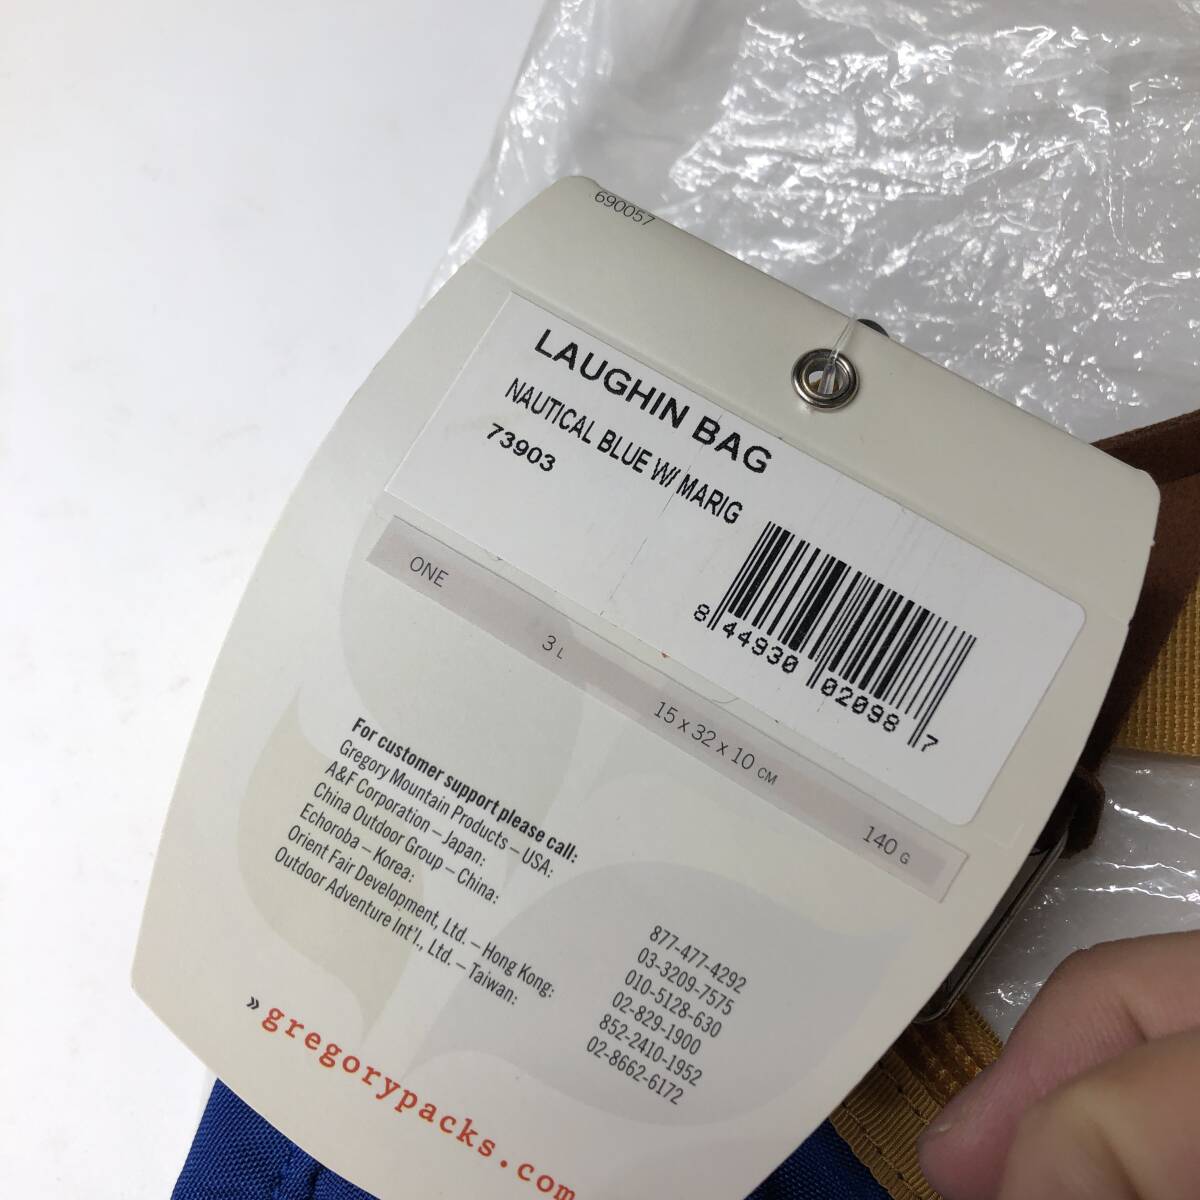 690057
LAUGHIN BAG
NAUTICAL BLUE W/ MARIG
73903
8 44930 02098 7
ONE 3 L 15 x 32 x 10 CM 140 G
For customer support please call:
Gregory Mountain Products – USA: 877-477-4292
A&F Corporation – Japan: 03-3209-7575
China Outdoor Group – China: 010-5128-630
Echoroba – Korea: 02-829-1900
Orient Fair Development, Ltd. – Hong Kong: 852-2410-1952
Outdoor Adventure Int'l., Ltd. – Taiwan: 02-8662-6172
» gregorypacks.com